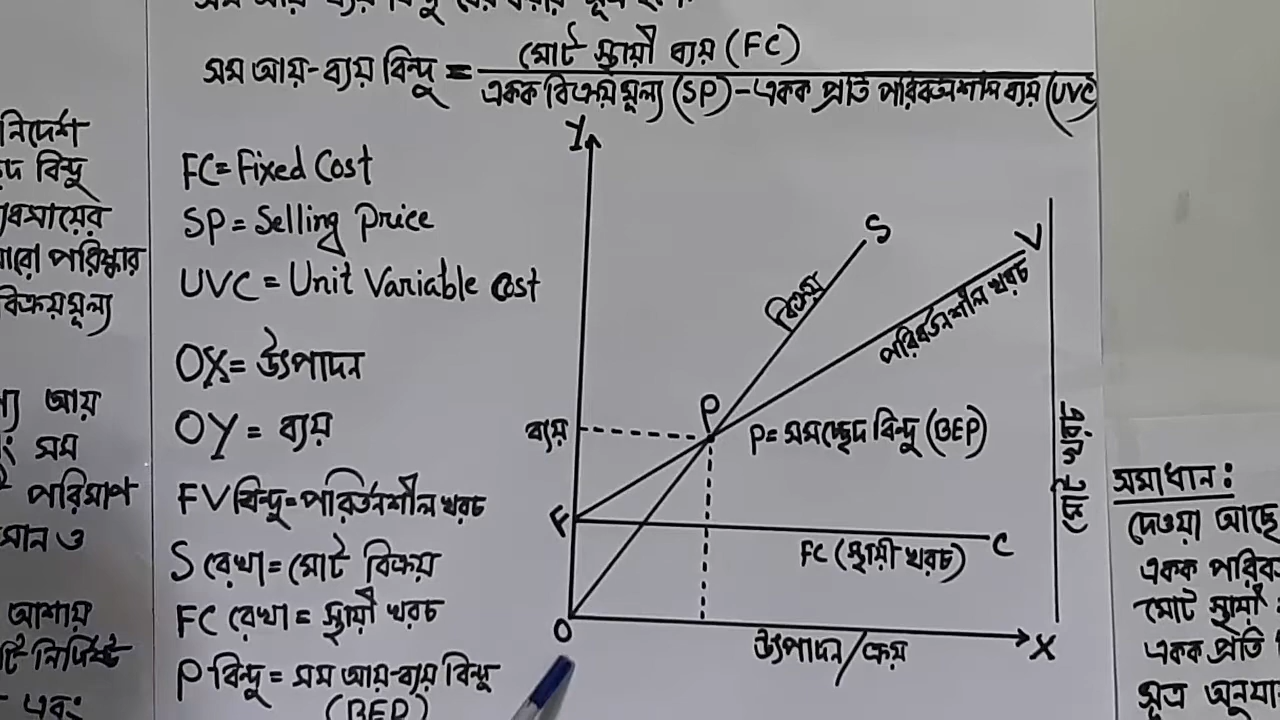 সম আয়-ব্যয় বিন্দু =
মোট স্থায়ী ব্যয় (FC)
একক বিক্রয়মূল্য (SP) - একক প্রতি পরিবর্তনশীল ব্যয় (UVC)
নির্দেশ
বিন্দু
পরিষ্কার
বিক্রয়মূল্য
আয়
সম
পরিমাপ
ও
আশায়
নির্দিষ্ট
এবং
FC = Fixed Cost
SP = Selling Price
UVC = Unit Variable Cost
OX = উৎপাদন
OY = ব্যয়
FV বিন্দু = পরির্তনশীল খরচ
S রেখা = মোট বিক্রয়
FC রেখা = স্থায়ী খরচ
P বিন্দু = সম আয়-ব্যয় বিন্দু
(BEP)
Y
S
V
বিক্রয়
পরিবর্তনশীল খরচ
P
ব্যয়
P = সমচ্ছেদ বিন্দু (BEP)
মোট খরচ
F
C
FC (স্থায়ী খরচ)
O
X
উৎপাদন/ক্রয়
সমাধান:
দেওয়া আছে
একক
মোট স্থায়ী
একক প্রতি
সূত্র